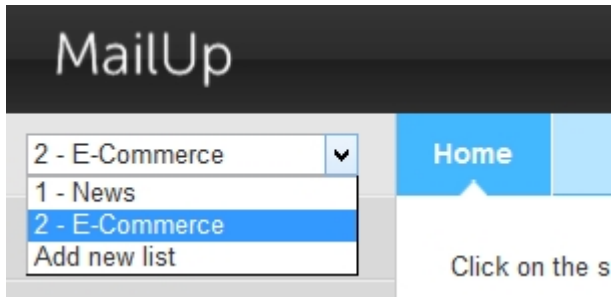 MailUp
2 - E-Commerce
Home
1 - News
2 - E-Commerce
Add new list
Click on the s